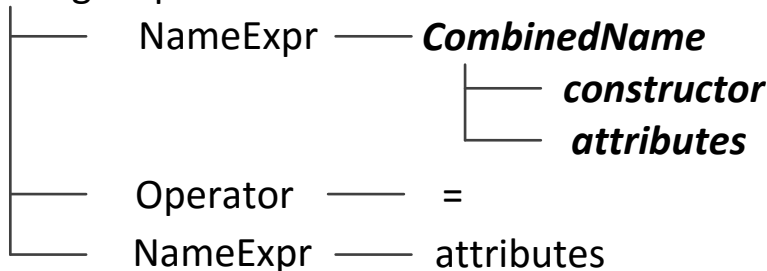 NameExpr CombinedName
constructor
attributes
Operator =
NameExpr attributes